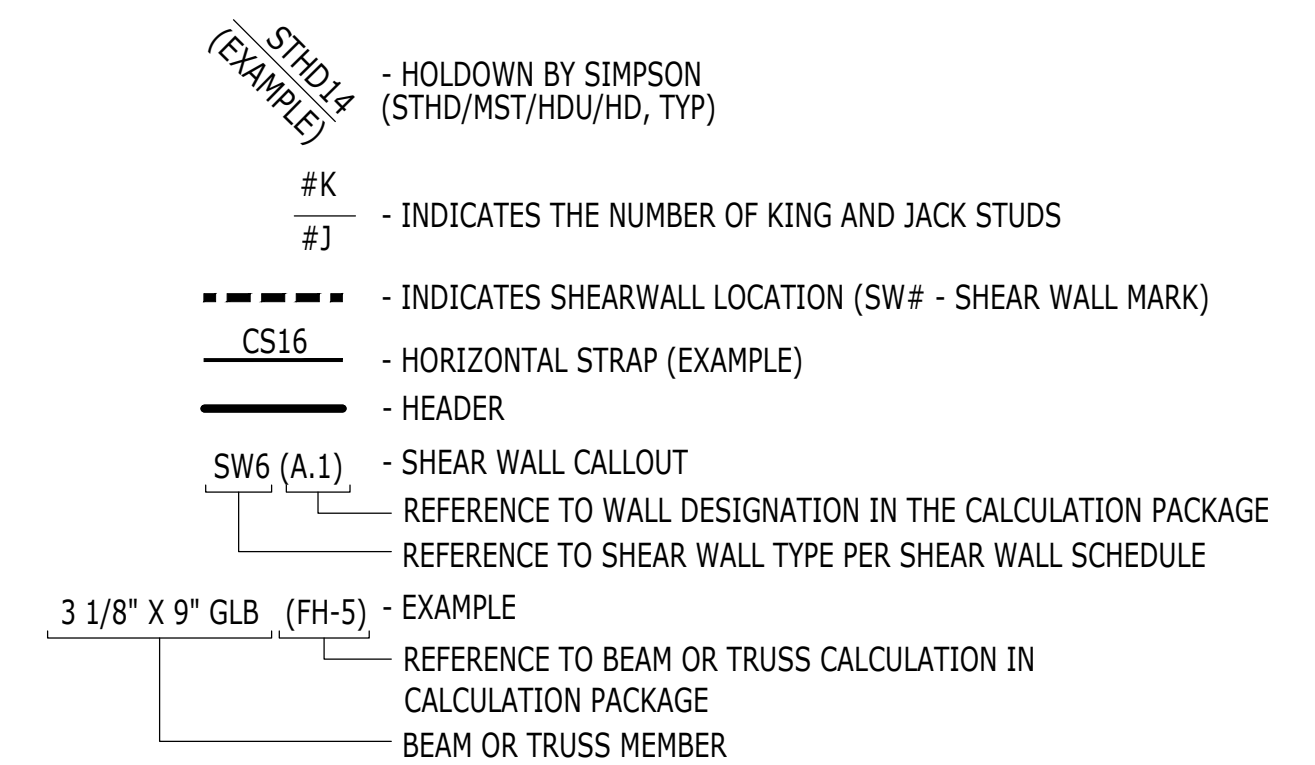 STHD14
(EXAMPLE)
- HOLDOWN BY SIMPSON
(STHD/MST/HDU/HD, TYP)
#K
#J
- INDICATES THE NUMBER OF KING AND JACK STUDS
- INDICATES SHEARWALL LOCATION (SW# - SHEAR WALL MARK)
CS16
- HORIZONTAL STRAP (EXAMPLE)
- HEADER
SW6 (A.1) - SHEAR WALL CALLOUT
REFERENCE TO WALL DESIGNATION IN THE CALCULATION PACKAGE
REFERENCE TO SHEAR WALL TYPE PER SHEAR WALL SCHEDULE
3 1/8" X 9" GLB (FH-5) - EXAMPLE
REFERENCE TO BEAM OR TRUSS CALCULATION IN
CALCULATION PACKAGE
BEAM OR TRUSS MEMBER